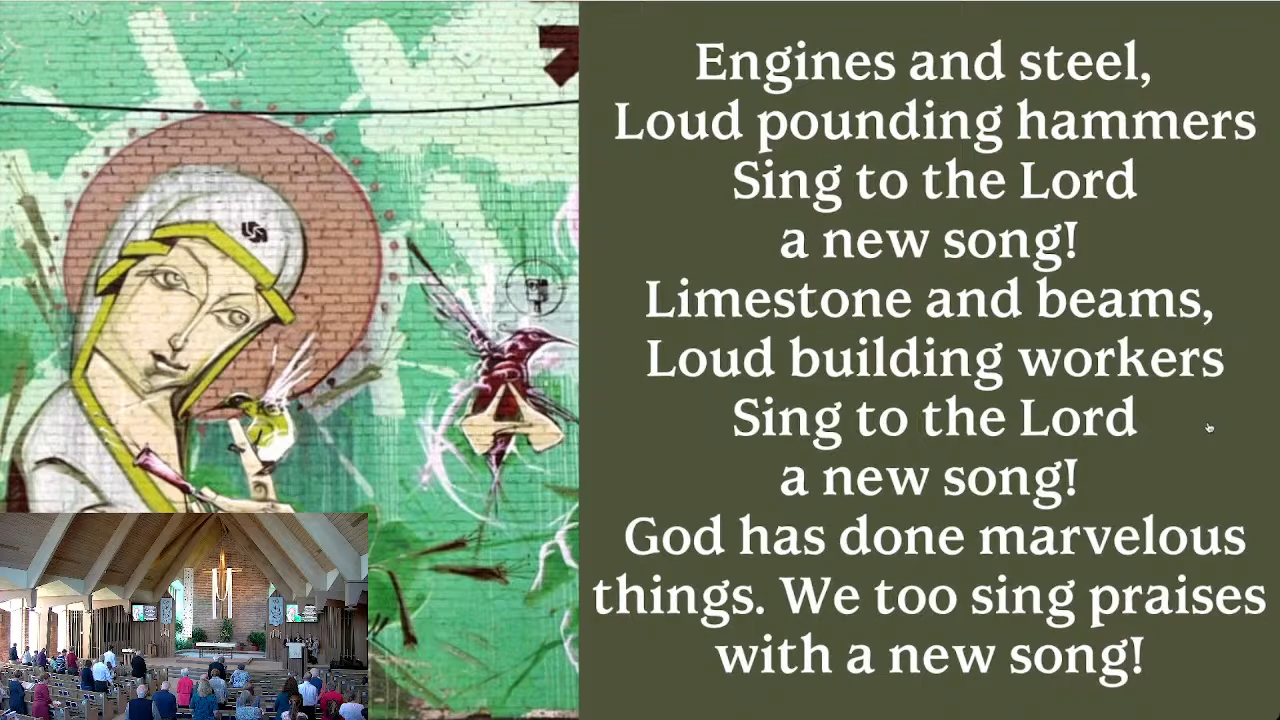 Engines and steel,
Loud pounding hammers
Sing to the Lord
a new song!
Limestone and beams,
Loud building workers
Sing to the Lord
a new song!
God has done marvelous
things. We too sing praises
with a new song!